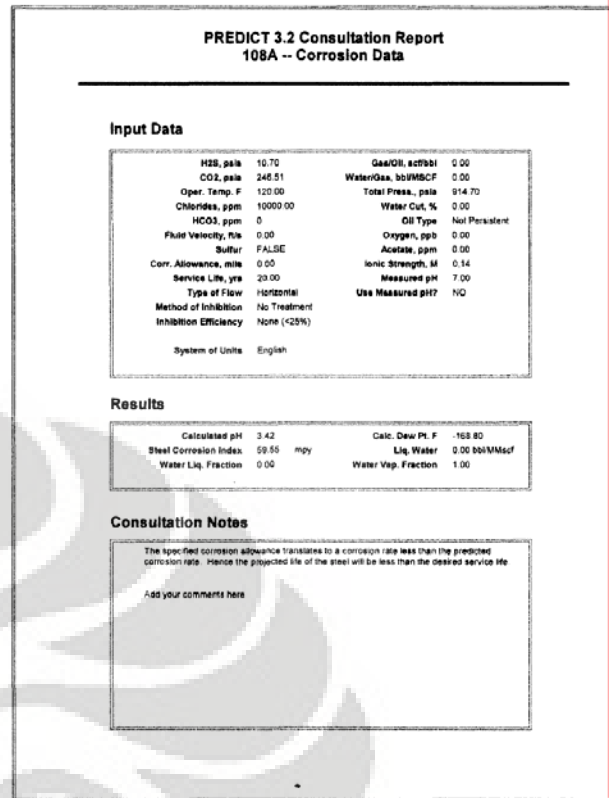 PREDICT 3.2 Consultation Report
108A -- Corrosion Data
Input Data
H2S, psia 10.70 Gas/Oil, scf/bbl 0.00
CO2, psia 246.51 Water/Gas, bbl/MSCF 0.00
Oper. Temp. F 120.00 Total Press., psia 914.70
Chlorides, ppm 10000.00 Water Cut, % 0.00
HCO3, ppm 0 Oil Type Not Persistent
Fluid Velocity, ft/s 0.00 Oxygen, ppb 0.00
Sulfur FALSE Acetate, ppm 0.00
Corr. Allowance, mils 0.00 Ionic Strength, M 0.14
Service Life, yrs 20.00 Measured pH 7.00
Type of Flow Horizontal Use Measured pH? NO
Method of Inhibition No Treatment
Inhibition Efficiency None (<25%)
System of Units English
Results
Calculated pH 3.42 Calc. Dew Pt. F -168.80
Steel Corrosion Index 59.55 mpy Liq. Water 0.00 bbl/MMscf
Water Liq. Fraction 0.00 Water Vap. Fraction 1.00
Consultation Notes
The specified corrosion allowance translates to a corrosion rate less than the predicted
corrosion rate. Hence the projected life of the steel will be less than the desired service life
Add your comments here